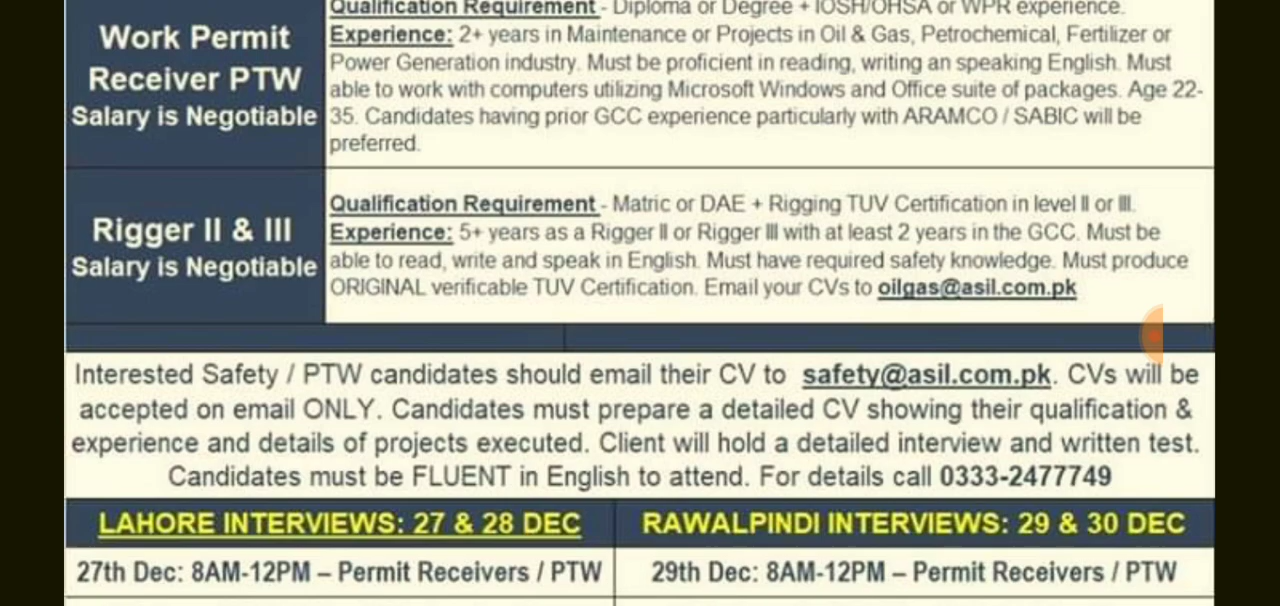 Work Permit
Receiver PTW
Salary is Negotiable
Qualification Requirement - Diploma or Degree + IOSH/OHSA or WPR experience.
Experience: 2+ years in Maintenance or Projects in Oil & Gas, Petrochemical, Fertilizer or
Power Generation industry. Must be proficient in reading, writing an speaking English. Must
able to work with computers utilizing Microsoft Windows and Office suite of packages. Age 22-
35. Candidates having prior GCC experience particularly with ARAMCO / SABIC will be
preferred.
Rigger II & III
Salary is Negotiable
Qualification Requirement - Matric or DAE + Rigging TUV Certification in level II or III.
Experience: 5+ years as a Rigger II or Rigger III with at least 2 years in the GCC. Must be
able to read, write and speak in English. Must have required safety knowledge. Must produce
ORIGINAL verifiable TUV Certification. Email your CVs to oilgas@asil.com.pk
Interested Safety / PTW candidates should email their CV to safety@asil.com.pk. CVs will be
accepted on email ONLY. Candidates must prepare a detailed CV showing their qualification &
experience and details of projects executed. Client will hold a detailed interview and written test.
Candidates must be FLUENT in English to attend. For details call 0333-2477749
LAHORE INTERVIEWS: 27 & 28 DEC
RAWALPINDI INTERVIEWS: 29 & 30 DEC
27th Dec: 8AM-12PM – Permit Receivers / PTW
29th Dec: 8AM-12PM – Permit Receivers / PTW